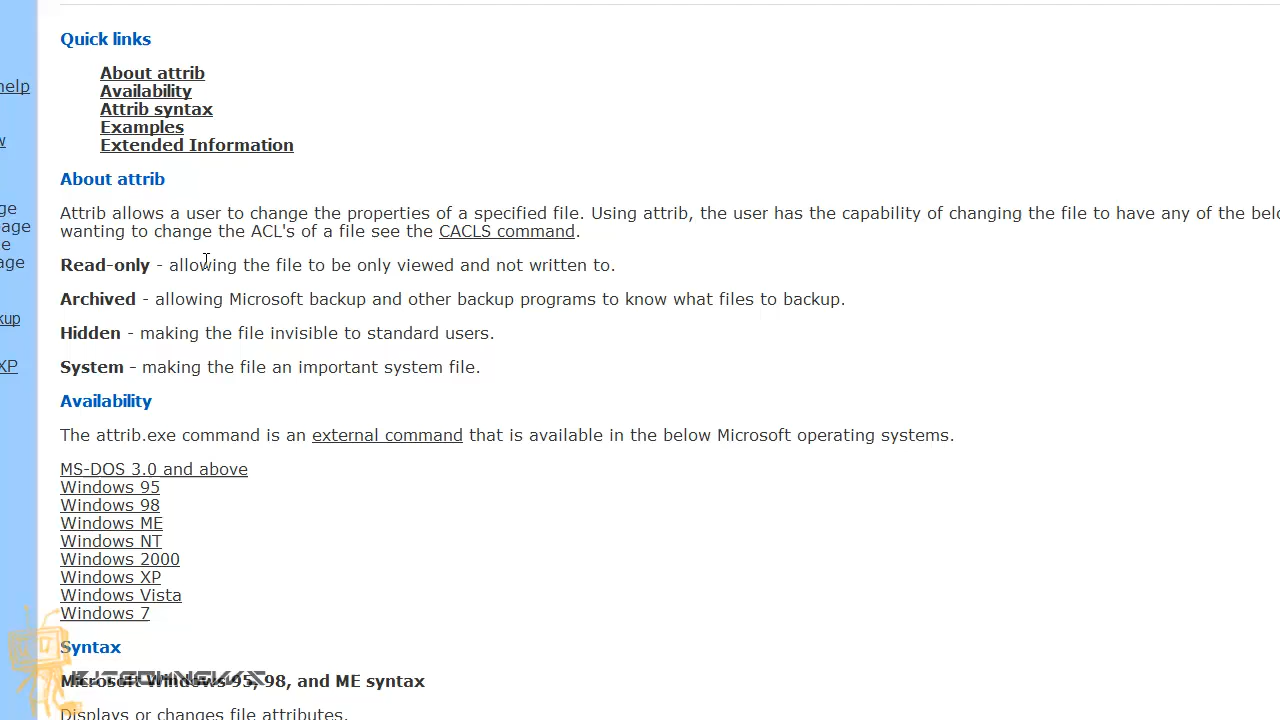 Quick links
About attrib
help
Availability
Attrib syntax
Examples
w
Extended Information
About attrib
ge
Attrib allows a user to change the properties of a specified file. Using attrib, the user has the capability of changing the file to have any of the belo
age
wanting to change the ACL's of a file see the CACLS command.
e
age
Read-only - allowing the file to be only viewed and not written to.
Archived - allowing Microsoft backup and other backup programs to know what files to backup.
kup
Hidden - making the file invisible to standard users.
XP
System - making the file an important system file.
Availability
The attrib.exe command is an external command that is available in the below Microsoft operating systems.
MS-DOS 3.0 and above
Windows 95
Windows 98
Windows ME
Windows NT
Windows 2000
Windows XP
Windows Vista
Windows 7
Syntax
Microsoft Windows 95, 98, and ME syntax
Displays or changes file attributes.